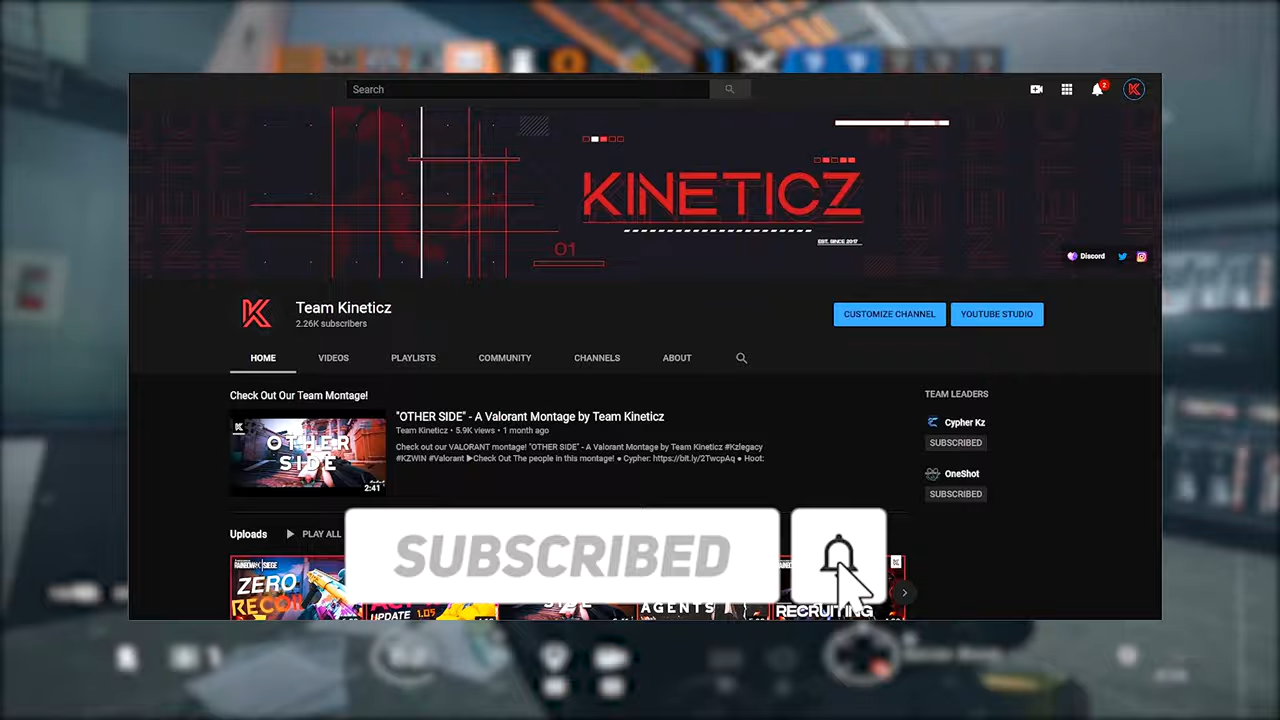 Search
2
KINETICZ
EST. SINCE 2017
01
Discord
Team Kineticz
2.26K subscribers
CUSTOMIZE CHANNEL
YOUTUBE STUDIO
HOME VIDEOS PLAYLISTS COMMUNITY CHANNELS ABOUT
Check Out Our Team Montage!
OTHER
SIDE
2:41
"OTHER SIDE" - A Valorant Montage by Team Kineticz
Team Kineticz • 5.9K views • 1 month ago
Check out our VALORANT montage! "OTHER SIDE" - A Valorant Montage by Team Kineticz #Kzlegacy
#KZWIN #Valorant ▶Check Out The people in this montage! ● Cypher: https://bit.ly/2TwcpAq ● Hoot:
TEAM LEADERS
Cypher Kz
SUBSCRIBED
OneShot
SUBSCRIBED
Uploads
PLAY ALL
SUBSCRIBED
ZERO
RECOIL
UPDATE 1.05
AGENTS
RECRUITING